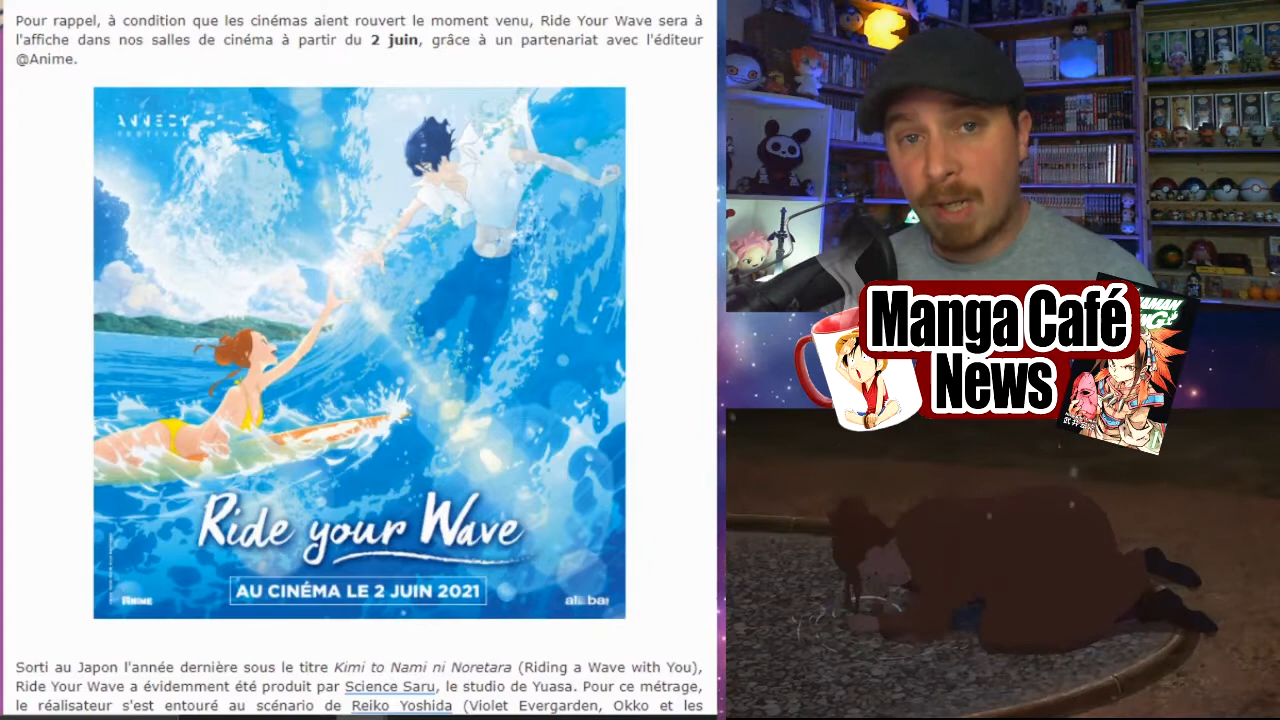 Pour rappel, à condition que les cinémas aient rouvert le moment venu, Ride Your Wave sera à
l'affiche dans nos salles de cinéma à partir du 2 juin, grâce à un partenariat avec l'éditeur
@Anime.
ANNECY
FESTIVAL
Ride your Wave
AU CINÉMA LE 2 JUIN 2021
@ANIME
Sorti au Japon l'année dernière sous le titre Kimi to Nami ni Noretara (Riding a Wave with You),
Ride Your Wave a évidemment été produit par Science Saru, le studio de Yuasa. Pour ce métrage,
le réalisateur s'est entouré au scénario de Reiko Yoshida (Violet Evergarden, Okko et les
Manga Café
News